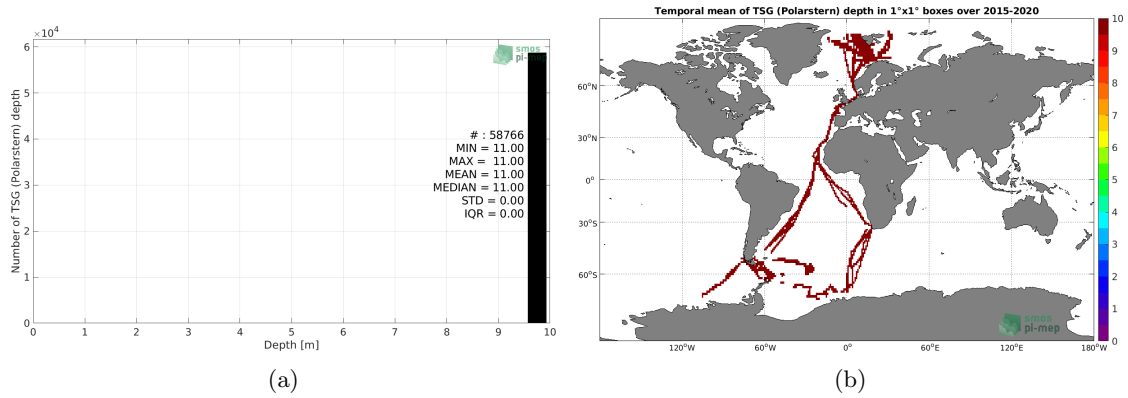 ×10⁴
6
5
4
3
2
1
0
Number of TSG (Polarstern) depth
smos
pi-mep
# : 58766
MIN = 11.00
MAX = 11.00
MEAN = 11.00
MEDIAN = 11.00
STD = 0.00
IQR = 0.00
0 1 2 3 4 5 6 7 8 9 10
Depth [m]
(a)
Temporal mean of TSG (Polarstern) depth in 1°x1° boxes over 2015-2020
60°N
30°N
0°
30°S
60°S
120°W 60°W 0° 60°E 120°E 180°W
smos
pi-mep
10
9
8
7
6
5
4
3
2
1
0
(b)